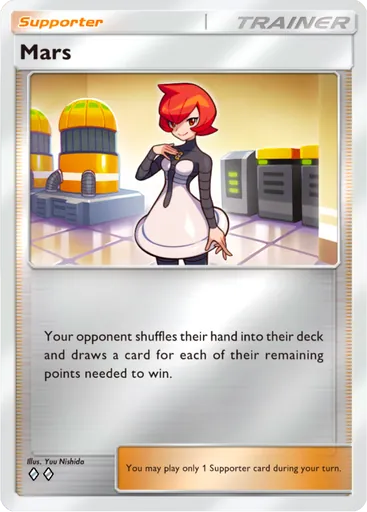 Supporter
TRAINER
Mars
Your opponent shuffles their hand into their deck
and draws a card for each of their remaining
points needed to win.
Illus. Yuu Nishida
You may play only 1 Supporter card during your turn.